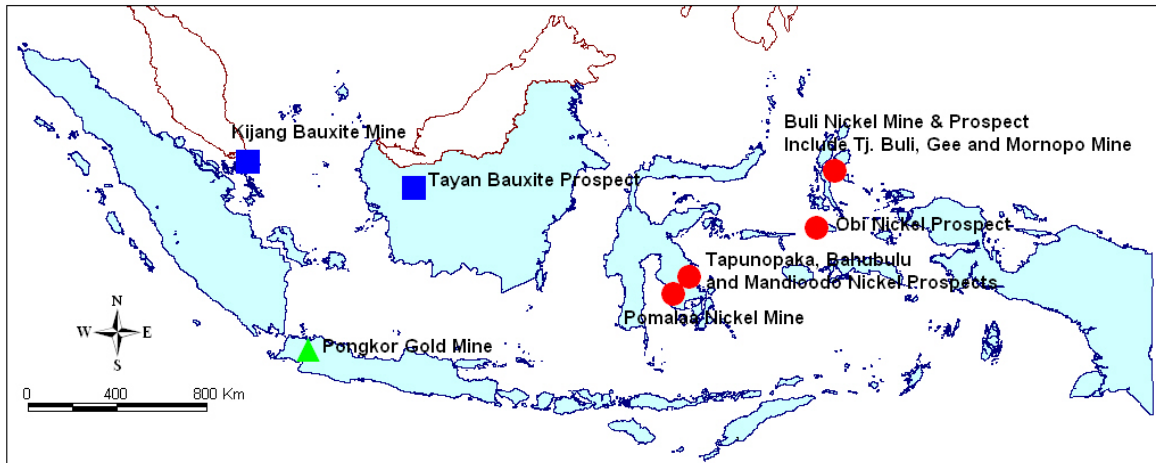 Kijang Bauxite Mine
Tayan Bauxite Prospect
Buli Nickel Mine & Prospect
Include Tj. Buli, Gee and Mornopo Mine
Obi Nickel Prospect
Tapunopaka, Bahubulu
and Mandioodo Nickel Prospects
Pomalaa Nickel Mine
Pongkor Gold Mine
N
W E
S
0 400 800 Km